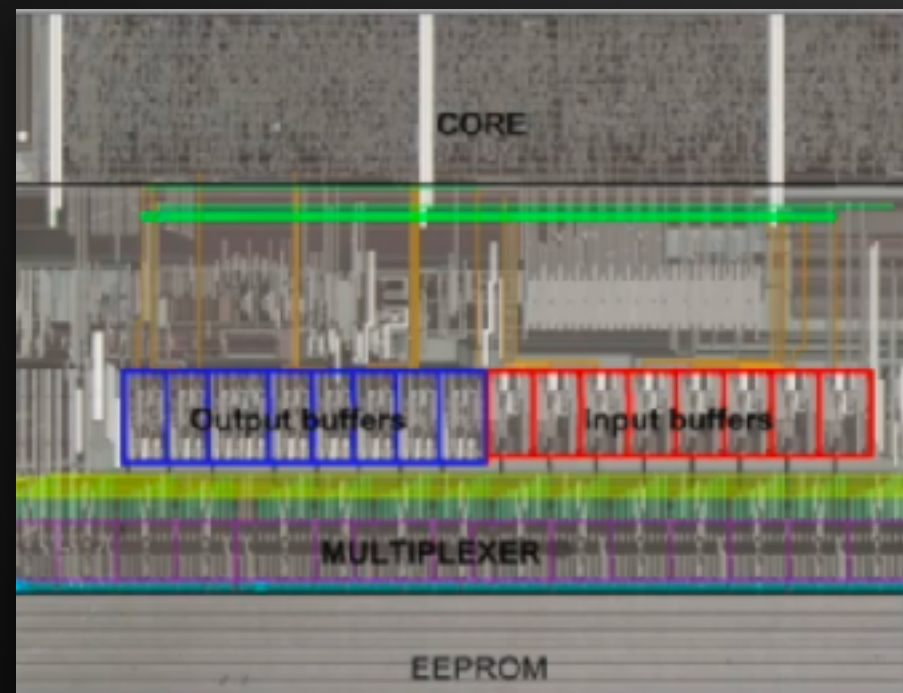 CORE
Output buffers
Input buffers
MULTIPLEXER
EEPROM